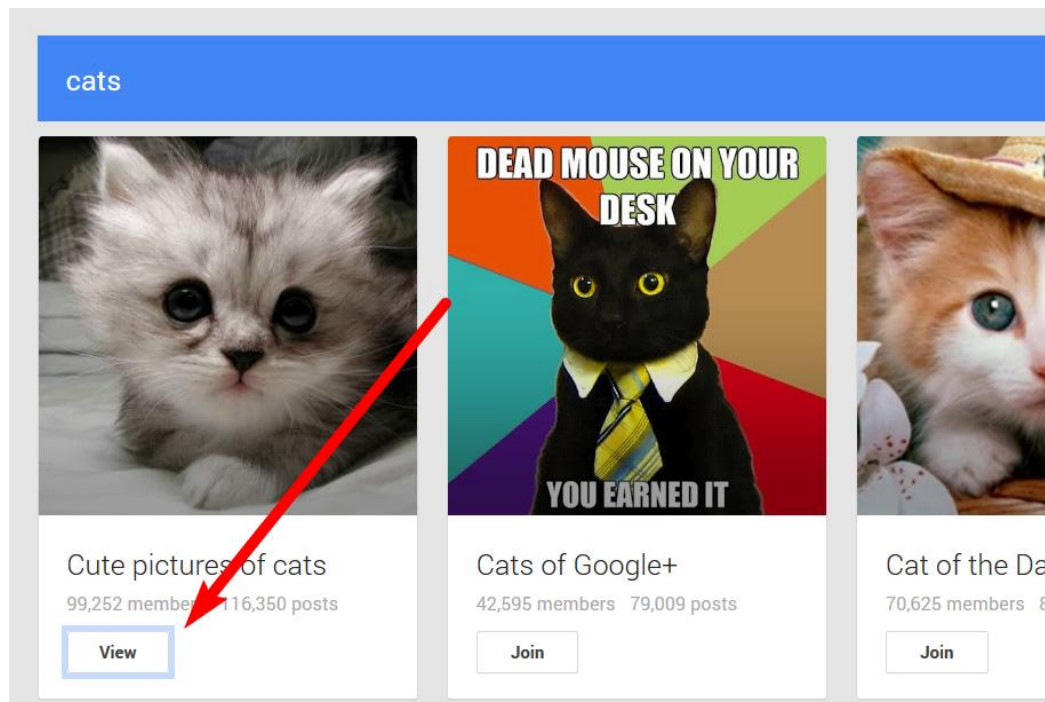 cats
DEAD MOUSE ON YOUR
DESK
YOU EARNED IT
Cute pictures of cats
99,252 members 116,350 posts
View
Cats of Google+
42,595 members 79,009 posts
Join
Cat of the Da
70,625 members 8
Join